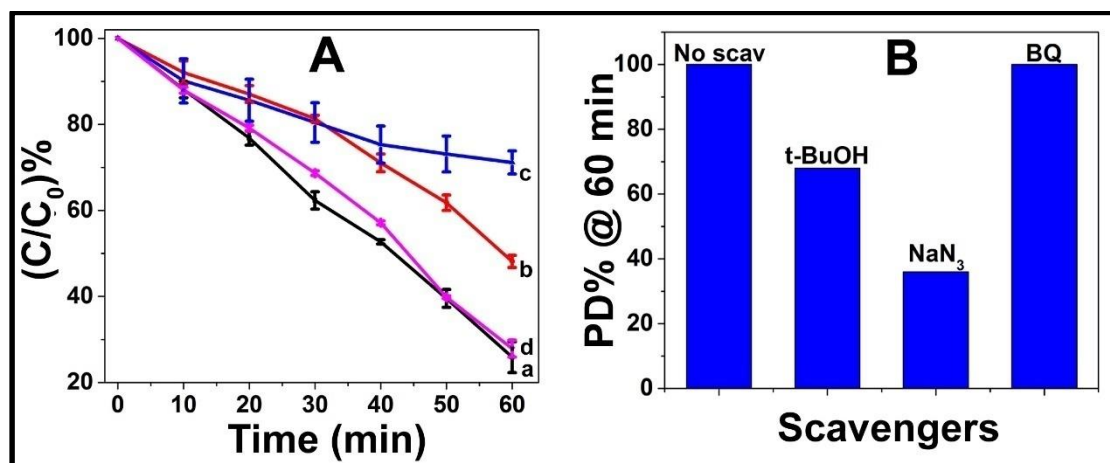 A
(C/C₀)%
100
80
60
40
20
c
b
d
a
0 10 20 30 40 50 60
Time (min)
B
PD% @ 60 min
100
80
60
40
20
0
No scav
t-BuOH
NaN₃
BQ
Scavengers